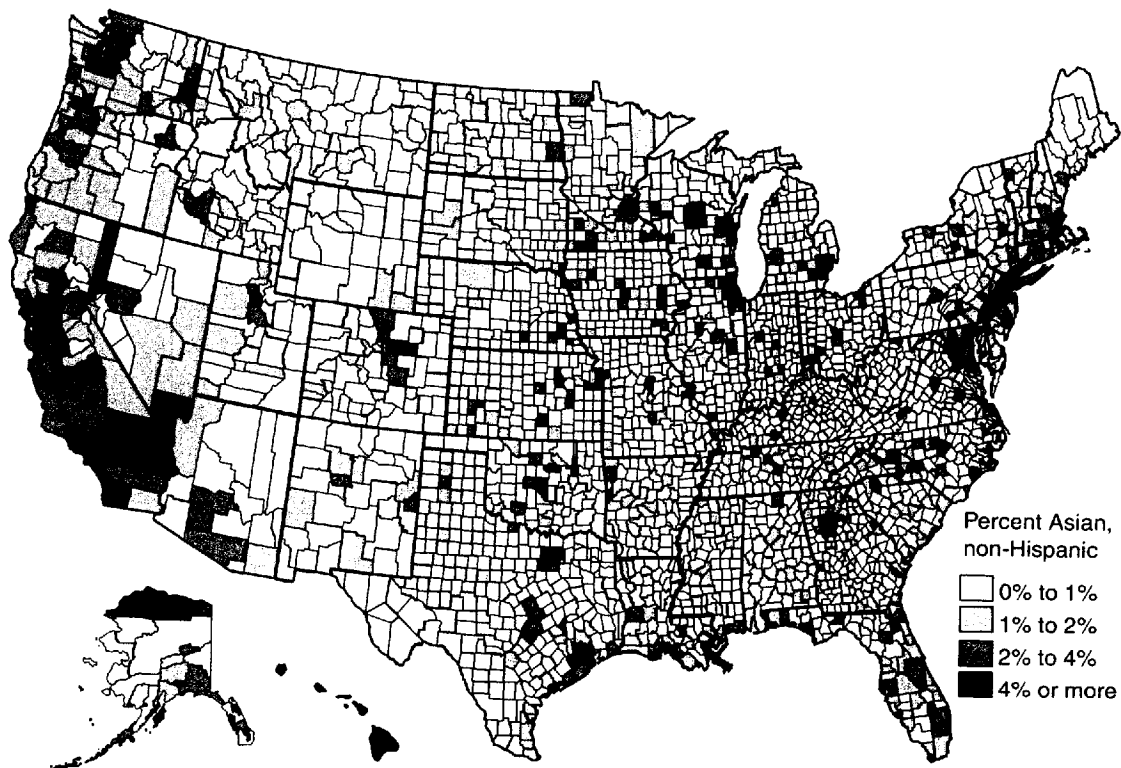 Percent Asian,
non-Hispanic
0% to 1%
1% to 2%
2% to 4%
4% or more